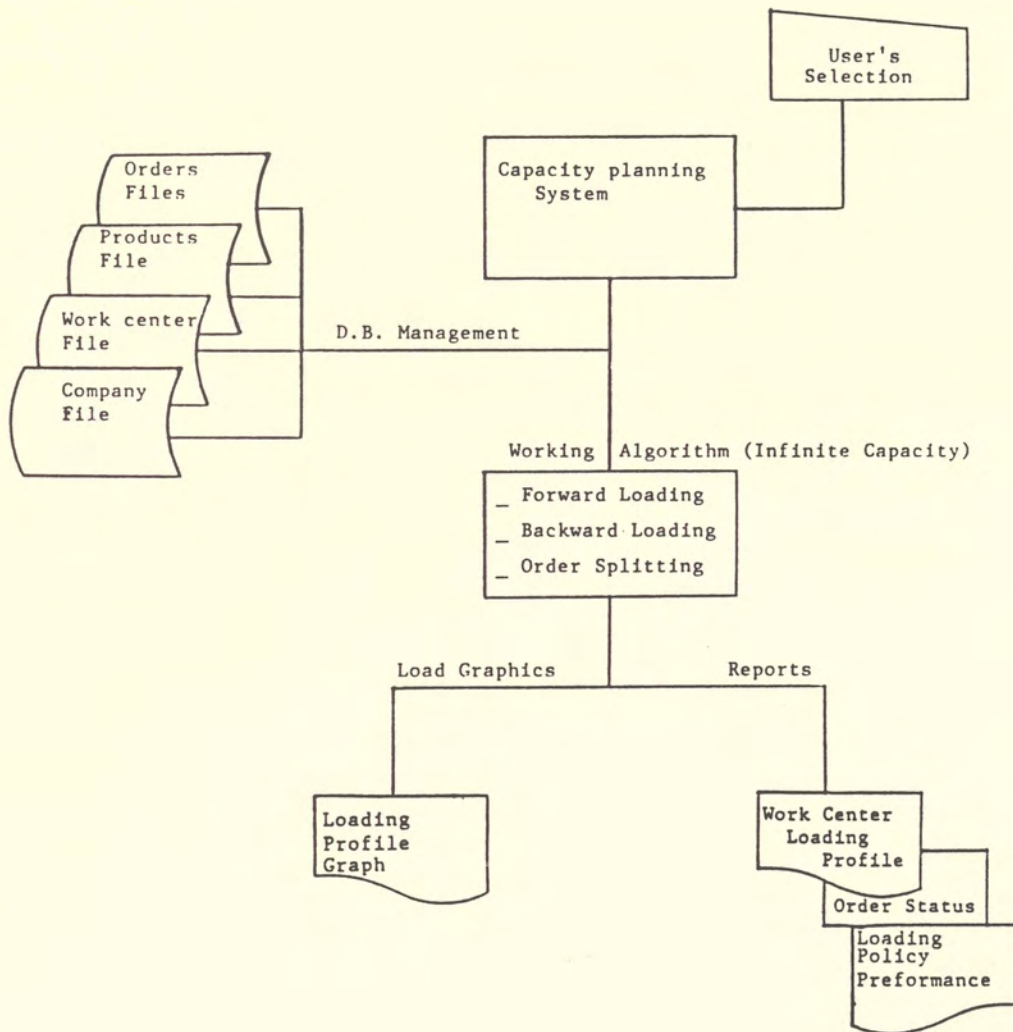 User's
Selection
Capacity planning
System
Orders
Files
Products
File
Work center
File
Company
File
D.B. Management
Working Algorithm (Infinite Capacity)
_ Forward Loading
_ Backward Loading
_ Order Splitting
Load Graphics
Reports
Loading
Profile
Graph
Work Center
Loading
Profile
Order Status
Loading
Policy
Preformance